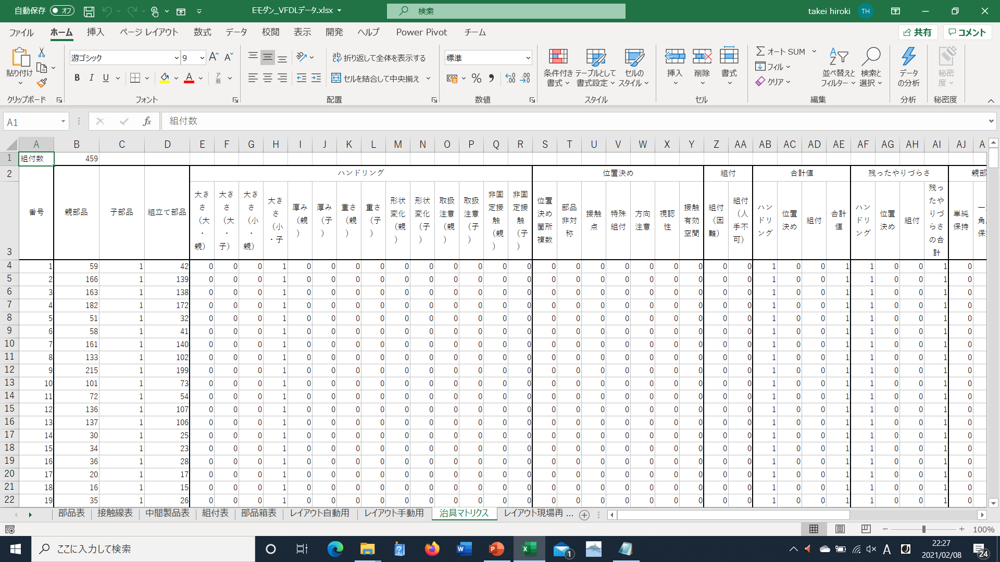 自動保存 オフ Eモダン_VFDLデータ.xlsx 検索 takei hiroki TH
ファイル ホーム 挿入 ページ レイアウト 数式 データ 校閲 表示 開発 ヘルプ Power Pivot チーム 共有 コメント
貼り付け 游ゴシック 9 A A 折り返して全体を表示する 標準 条件付き書式 テーブルとして書式設定 セルのスタイル 挿入 削除 書式 オート SUM フィル クリア 並べ替えとフィルター 検索と選択 データの分析 秘密度
B I U A ア亜 セルを結合して中央揃え % 9
クリップボード フォント 配置 数値 スタイル セル 編集 分析 秘密度
A1 fx 組付数
A B C D E F G H I J K L M N O P Q R S T U V W X Y Z AA AB AC AD AE AF AG AH AI AJ A
1 組付数 459
2 ハンドリング 位置決め 組付 合計値 残ったやりづらさ 親部
3 番号 親部品 子部品 組立て部品 大きさ（大・親） 大きさ（大・子） 大きさ（小・親） 大きさ（小・子 厚み（親） 厚み（子） 重さ（親） 重さ（子） 形状変化（親） 形状変化（子） 取扱注意（親） 取扱注意（子） 非固定接触（親） 非固定接触（子） 位置決め箇所複数 部品非対称 接触点 特殊組付 方向注意 視認性 接触有効空間 組付（困難） 組付（人手不可） ハンドリング 位置決め 組付 合計値 ハンドリング 位置決め 組付 残ったやりづらさの合計 単純保持
4 1 59 1 42 0 0 0 1 0 0 0 0 0 0 0 0 0 0 0 0 0 0 0 0 0 0 0 1 0 0 1 1 0 0 1 0
5 2 166 1 139 0 0 0 1 0 0 0 0 0 0 0 0 0 0 0 0 0 0 0 0 0 0 0 1 0 0 1 1 0 0 1 0
6 3 163 1 138 0 0 0 1 0 0 0 0 0 0 0 0 0 0 0 0 0 0 0 0 0 0 0 1 0 0 1 1 0 0 1 0
7 4 182 1 172 0 0 0 1 0 0 0 0 0 0 0 0 0 0 0 0 0 0 0 0 0 0 0 1 0 0 1 1 0 0 1 0
8 5 51 1 32 0 0 0 1 0 0 0 0 0 0 0 0 0 0 0 0 0 0 0 0 0 0 0 1 0 0 1 1 0 0 1 0
9 6 58 1 41 0 0 0 1 0 0 0 0 0 0 0 0 0 0 0 0 0 0 0 0 0 0 0 1 0 0 1 1 0 0 1 0
10 7 161 1 140 0 0 0 1 0 0 0 0 0 0 0 0 0 0 0 0 0 0 0 0 0 0 0 1 0 0 1 1 0 0 1 0
11 8 133 1 102 0 0 0 1 0 0 0 0 0 0 0 0 0 0 0 0 0 0 0 0 0 0 0 1 0 0 1 1 0 0 1 0
12 9 215 1 199 0 0 0 1 0 0 0 0 0 0 0 0 0 0 0 0 0 0 0 0 0 0 0 1 0 0 1 1 0 0 1 0
13 10 101 1 73 0 0 0 1 0 0 0 0 0 0 0 0 0 0 0 0 0 0 0 0 0 0 0 1 0 0 1 1 0 0 1 0
14 11 72 1 54 0 0 0 1 0 0 0 0 0 0 0 0 0 0 0 0 0 0 0 0 0 0 0 1 0 0 1 1 0 0 1 0
15 12 136 1 107 0 0 0 1 0 0 0 0 0 0 0 0 0 0 0 0 0 0 0 0 0 0 0 1 0 0 1 1 0 0 1 0
16 13 137 1 106 0 0 0 1 0 0 0 0 0 0 0 0 0 0 0 0 0 0 0 0 0 0 0 1 0 0 1 1 0 0 1 0
17 14 30 1 25 0 0 0 1 0 0 0 0 0 0 0 0 0 0 0 0 0 0 0 0 0 0 0 1 0 0 1 1 0 0 1 0
18 15 34 1 23 0 0 0 1 0 0 0 0 0 0 0 0 0 0 0 0 0 0 0 0 0 0 0 1 0 0 1 1 0 0 1 0
19 16 36 1 28 0 0 0 1 0 0 0 0 0 0 0 0 0 0 0 0 0 0 0 0 0 0 0 1 0 0 1 1 0 0 1 0
20 17 20 1 17 0 0 0 1 0 0 0 0 0 0 0 0 0 0 0 0 0 0 0 0 0 0 0 1 0 0 1 1 0 0 1 0
21 18 16 1 15 0 0 0 1 0 0 0 0 0 0 0 0 0 0 0 0 0 0 0 0 0 0 0 1 0 0 1 1 0 0 1 0
22 19 35 1 26 0 0 0 1 0 0 0 0 0 0 0 0 0 0 0 0 0 0 0 0 0 0 0 1 0 0 1 1 0 0 1 0
部品表 接触線表 中間製品表 組付表 部品箱表 レイアウト自動用 レイアウト手動用 治具マトリクス レイアウト現場再 ...
100%
ここに入力して検索 1 A J 22:27
2021/02/08 24